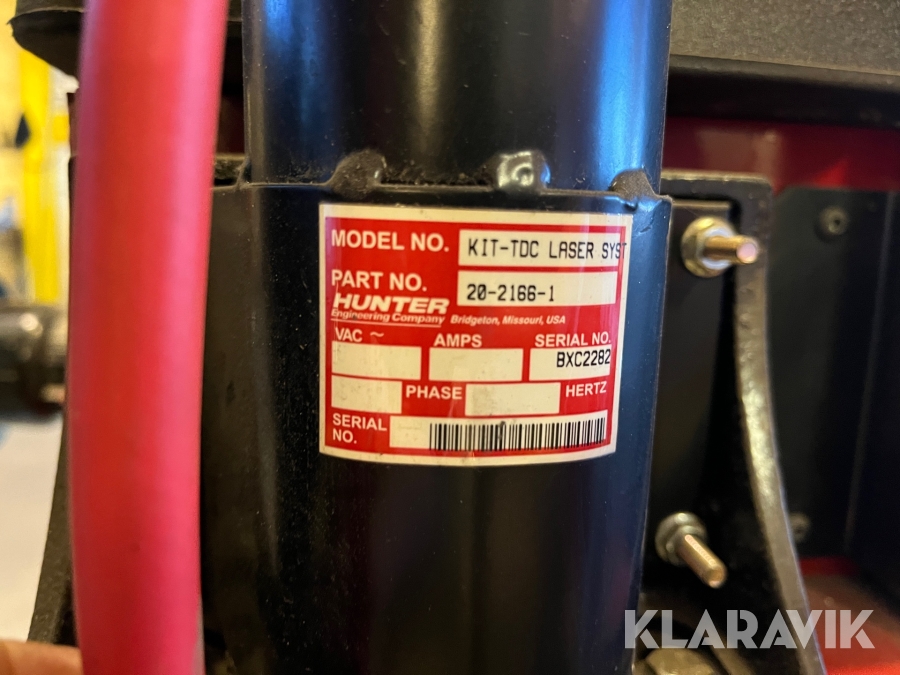 MODEL NO. KIT-TDC LASER SYST
PART NO. 20-2166-1
HUNTER
Engineering Company Bridgeton, Missouri, USA
VAC ~ AMPS SERIAL NO.
BXC2282
PHASE HERTZ
SERIAL
NO.
KLARAVIK